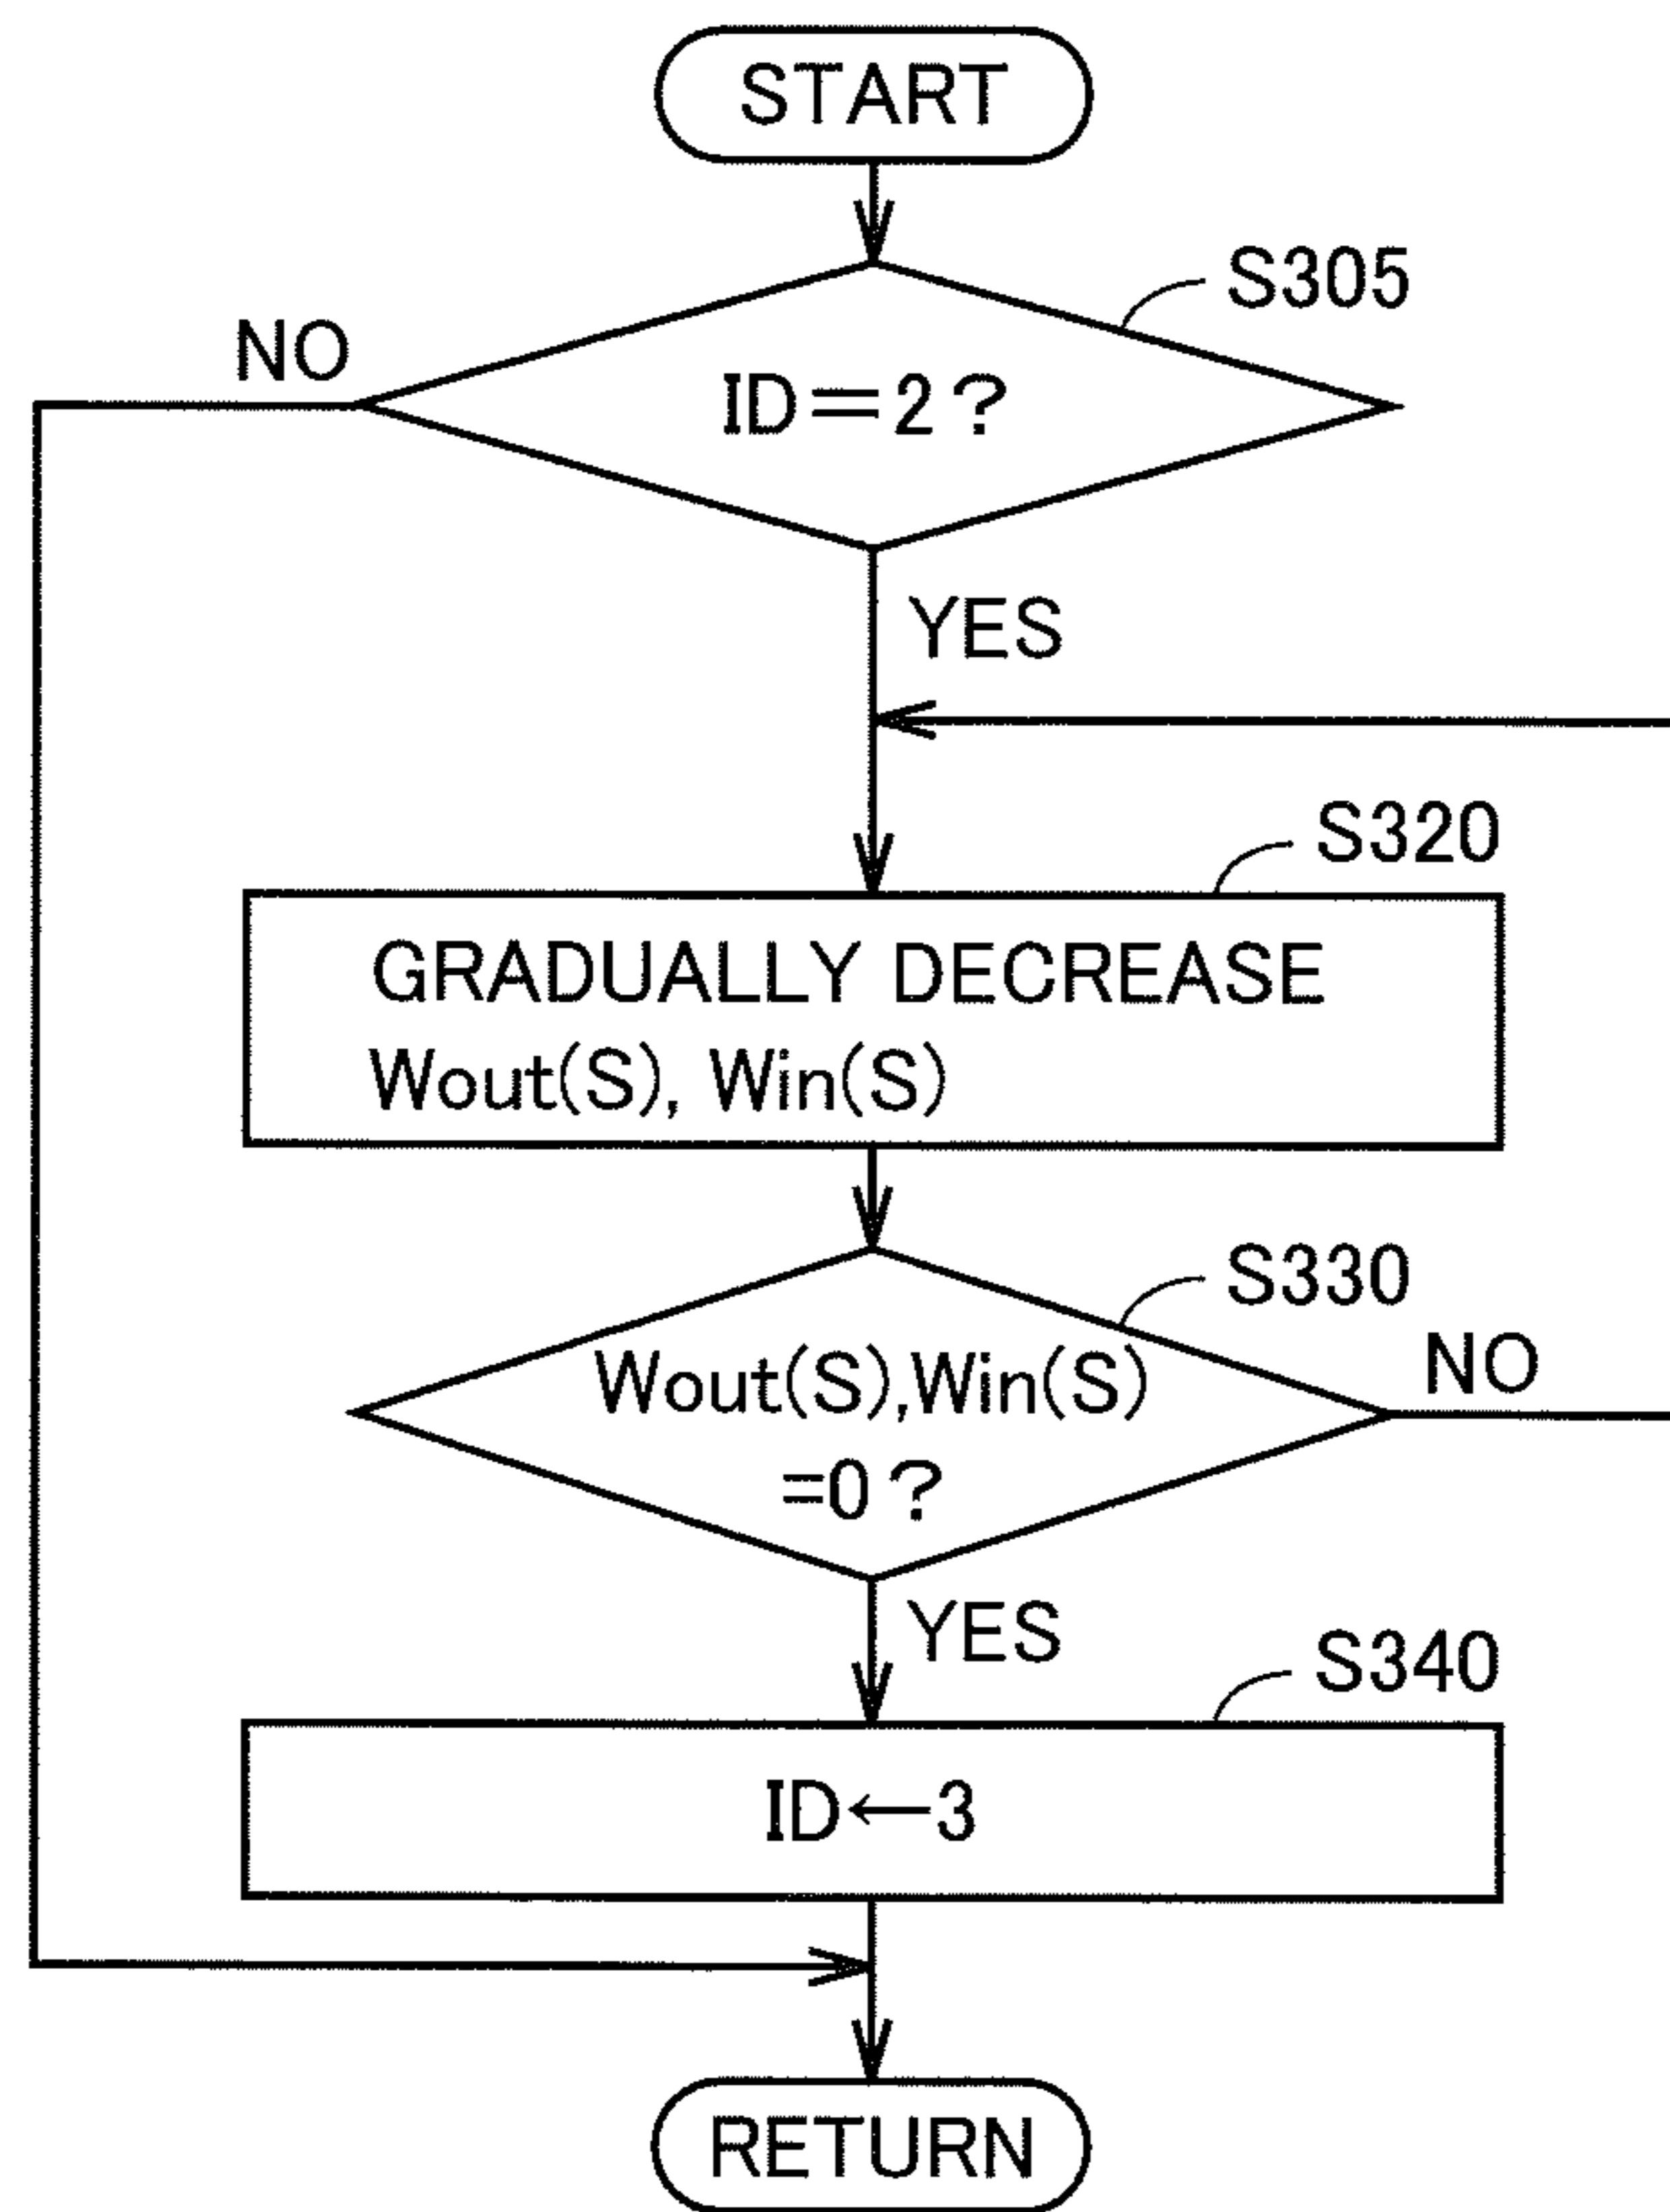 START
S305
NO
ID=2?
YES
S320
GRADUALLY DECREASE
Wout(S), Win(S)
S330
Wout(S),Win(S)
NO
=0?
YES
S340
ID←3
RETURN